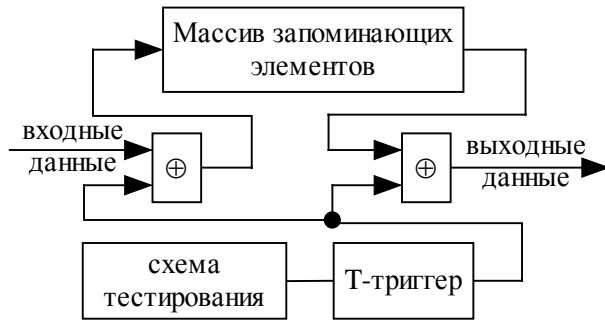 Массив запоминающих
элементов
входные
данные
⊕
⊕
выходные
данные
схема
тестирования
Т-триггер